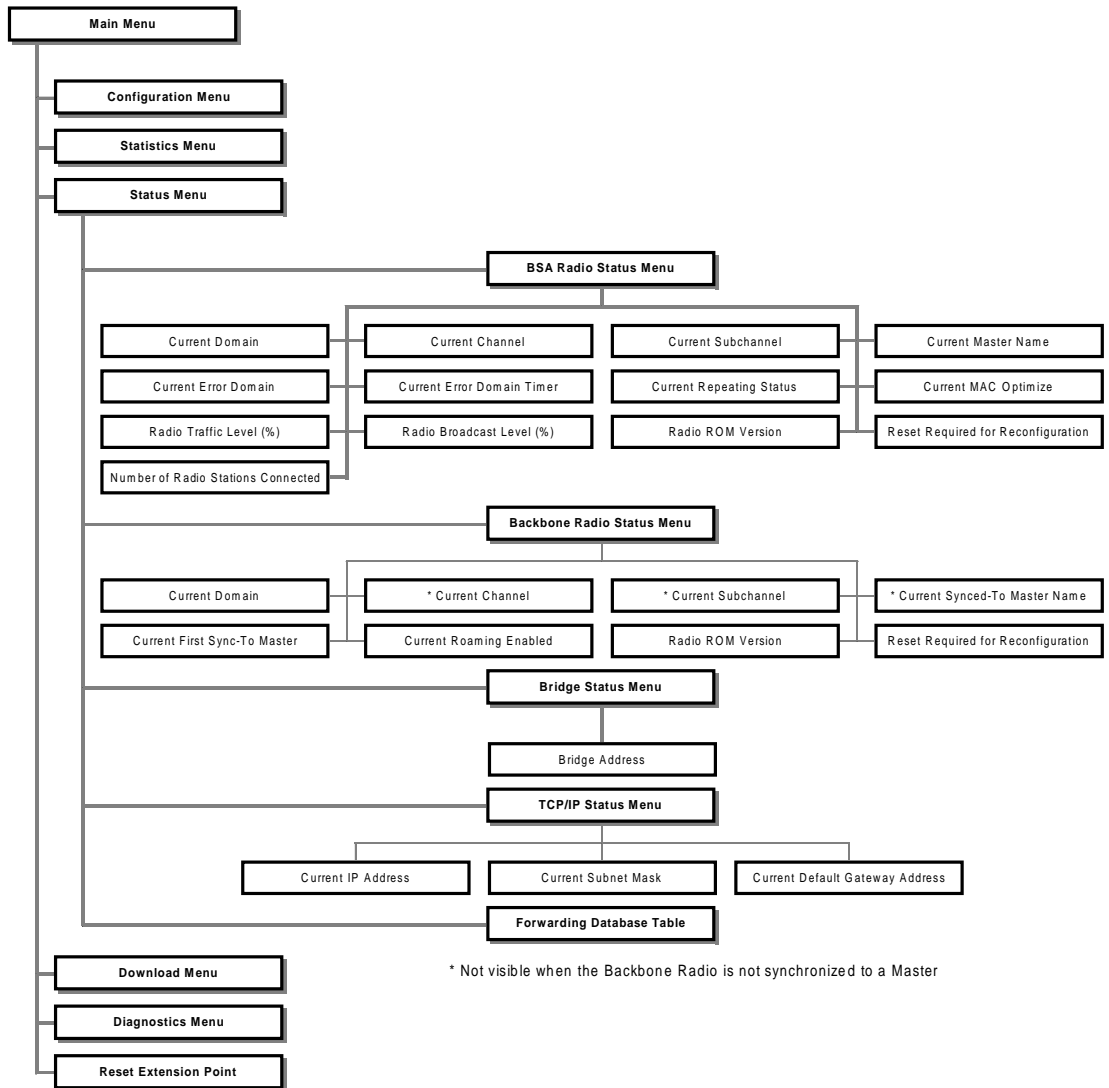 Main Menu
Configuration Menu
Statistics Menu
Status Menu
BSA Radio Status Menu
Current Domain
Current Channel
Current Subchannel
Current Master Name
Current Error Domain
Current Error Domain Timer
Current Repeating Status
Current MAC Optimize
Radio Traffic Level (%)
Radio Broadcast Level (%)
Radio ROM Version
Reset Required for Reconfiguration
Number of Radio Stations Connected
Backbone Radio Status Menu
Current Domain
* Current Channel
* Current Subchannel
* Current Synced-To Master Name
Current First Sync-To Master
Current Roaming Enabled
Radio ROM Version
Reset Required for Reconfiguration
Bridge Status Menu
Bridge Address
TCP/IP Status Menu
Current IP Address
Current Subnet Mask
Current Default Gateway Address
Forwarding Database Table
Download Menu
* Not visible when the Backbone Radio is not synchronized to a Master
Diagnostics Menu
Reset Extension Point